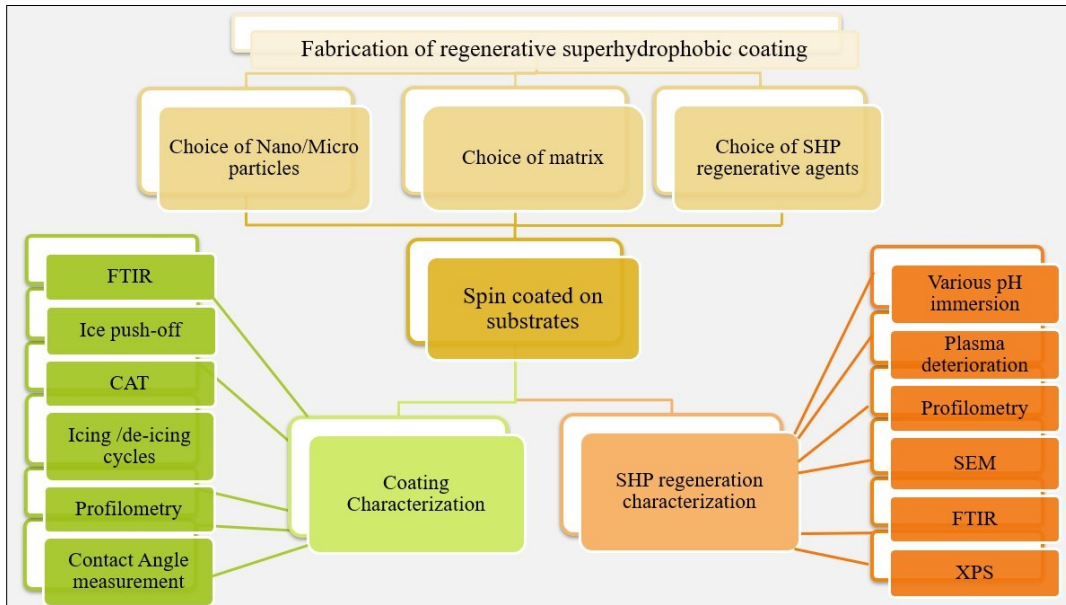 Fabrication of regenerative superhydrophobic coating
Choice of Nano/Micro
particles
Choice of matrix
Choice of SHP
regenerative agents
Spin coated on
substrates
FTIR
Ice push-off
CAT
Icing /de-icing
cycles
Profilometry
Contact Angle
measurement
Coating
Characterization
SHP regeneration
characterization
Various pH
immersion
Plasma
deterioration
Profilometry
SEM
FTIR
XPS